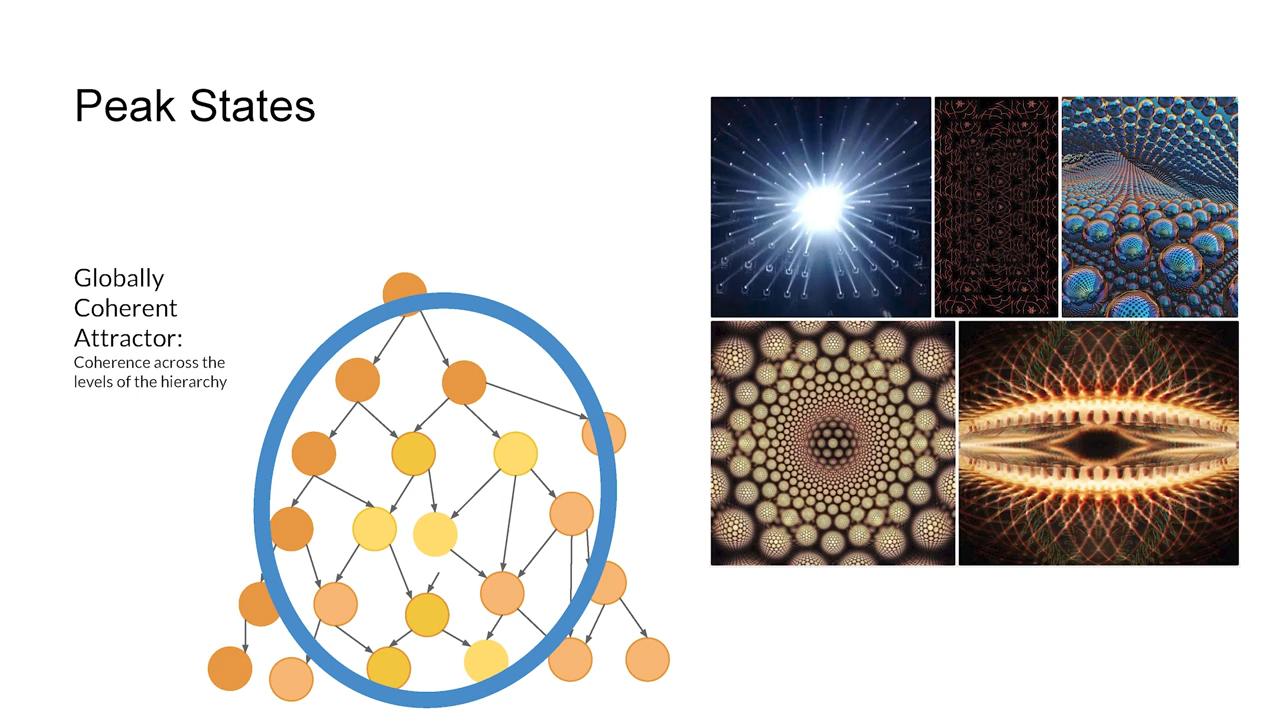 Peak States
Globally
Coherent
Attractor:
Coherence across the
levels of the hierarchy